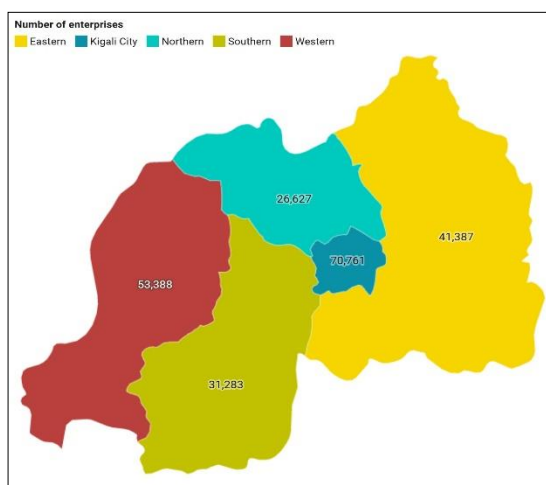 Number of enterprises
Eastern Kigali City Northern Southern Western
26,627
41,387
70,761
53,388
31,283